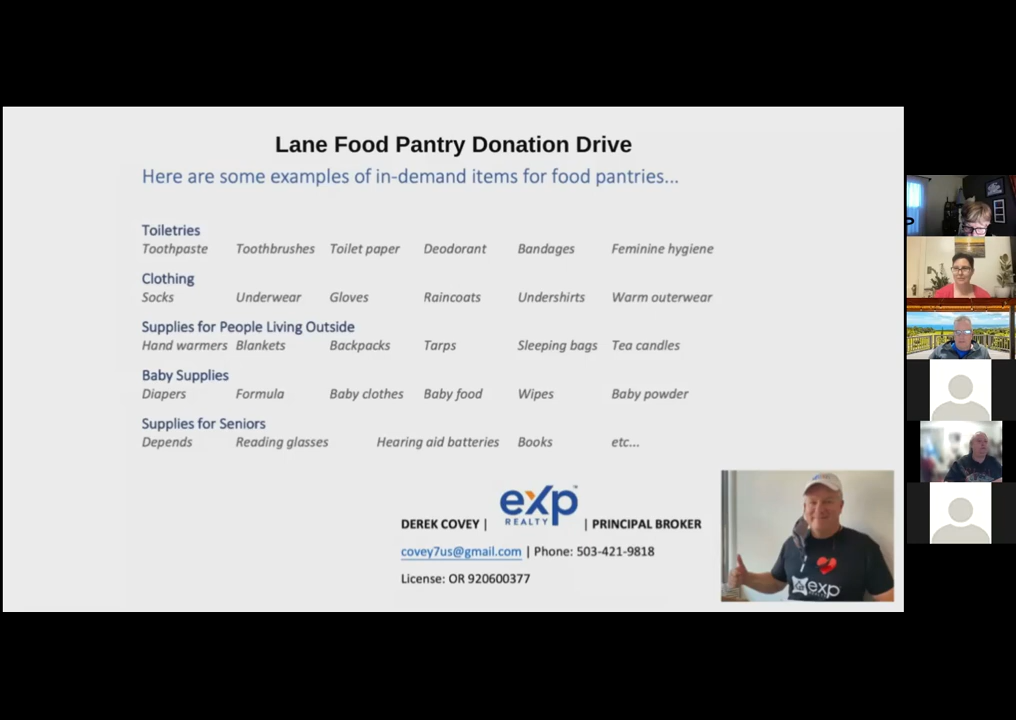 Lane Food Pantry Donation Drive
Here are some examples of in-demand items for food pantries...
Toiletries
Toothpaste Toothbrushes Toilet paper Deodorant Bandages Feminine hygiene
Clothing
Socks Underwear Gloves Raincoats Undershirts Warm outerwear
Supplies for People Living Outside
Hand warmers Blankets Backpacks Tarps Sleeping bags Tea candles
Baby Supplies
Diapers Formula Baby clothes Baby food Wipes Baby powder
Supplies for Seniors
Depends Reading glasses Hearing aid batteries Books etc...
DEREK COVEY | eXp REALTY ™ | PRINCIPAL BROKER
covey7us@gmail.com | Phone: 503-421-9818
License: OR 920600377
exp